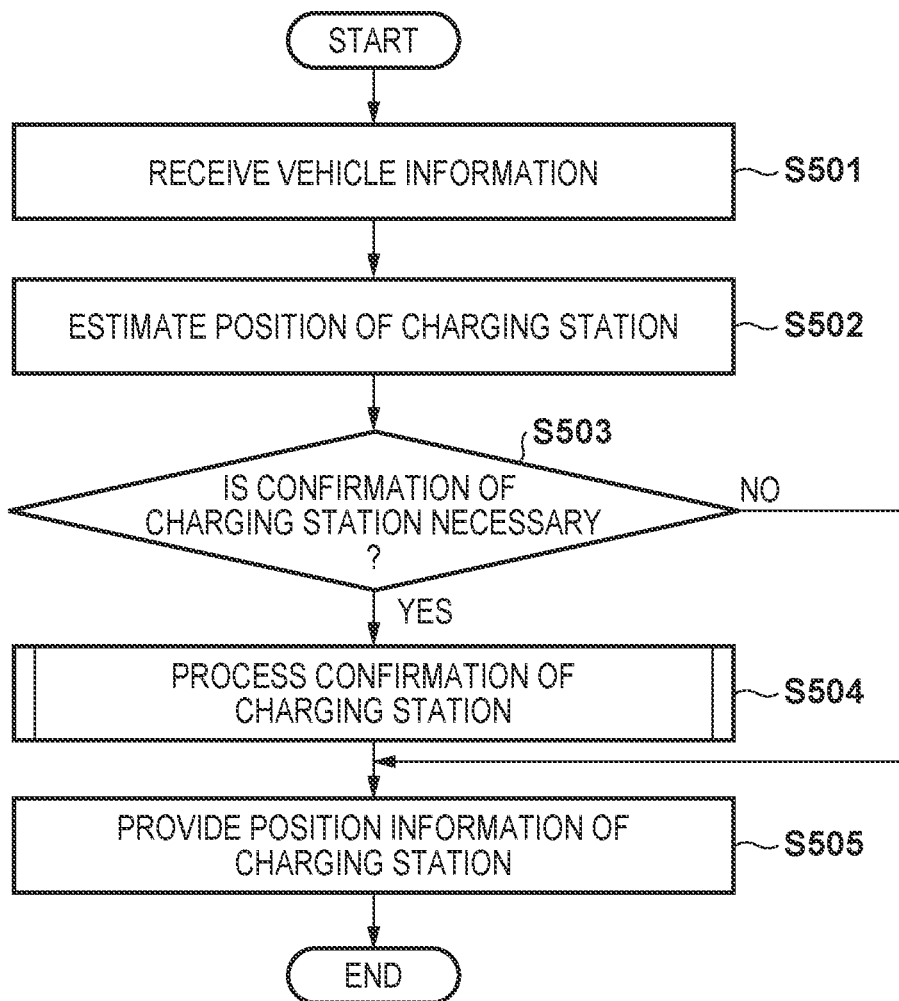 START
RECEIVE VEHICLE INFORMATION
S501
ESTIMATE POSITION OF CHARGING STATION
S502
S503
IS CONFIRMATION OF
CHARGING STATION NECESSARY
?
NO
YES
PROCESS CONFIRMATION OF
CHARGING STATION
S504
PROVIDE POSITION INFORMATION OF
CHARGING STATION
S505
END